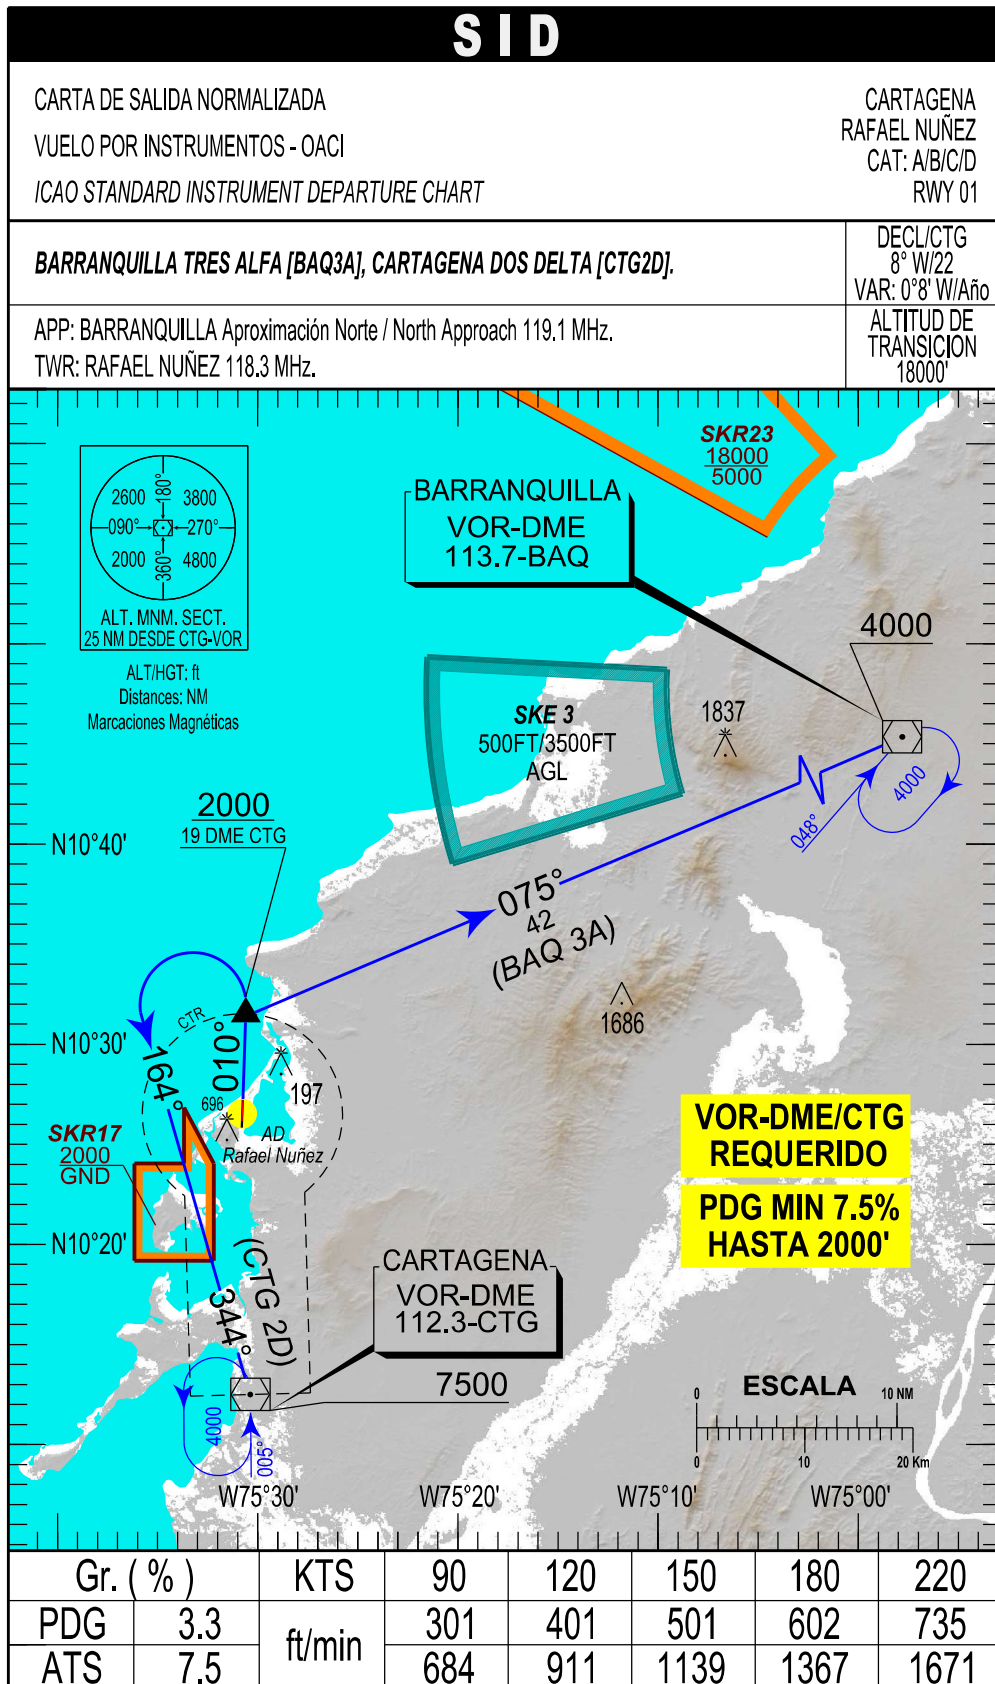 SID
CARTA DE SALIDA NORMALIZADA
VUELO POR INSTRUMENTOS - OACI
ICAO STANDARD INSTRUMENT DEPARTURE CHART
CARTAGENA
RAFAEL NUÑEZ
CAT: A/B/C/D
RWY 01
BARRANQUILLA TRES ALFA [BAQ3A], CARTAGENA DOS DELTA [CTG2D].
DECL/CTG
8° W/22
VAR: 0°8' W/Año
APP: BARRANQUILLA Aproximación Norte / North Approach 119.1 MHz.
TWR: RAFAEL NUÑEZ 118.3 MHz.
ALTITUD DE
TRANSICION
18000'
SKR23
18000
5000
2600 180° 3800
090° 270°
2000 360° 4800
ALT. MNM. SECT.
25 NM DESDE CTG-VOR
ALT/HGT: ft
Distances: NM
Marcaciones Magnéticas
BARRANQUILLA
VOR-DME
113.7-BAQ
4000
SKE 3
500FT/3500FT
AGL
1837
4000
048°
2000
19 DME CTG
N10°40'
075°
42
(BAQ 3A)
1686
CTR
N10°30'
010°
164°
197
696
AD
Rafael Nuñez
SKR17
2000
GND
VOR-DME/CTG
REQUERIDO
PDG MIN 7.5%
HASTA 2000'
N10°20'
(CTG 2D)
344°
CARTAGENA
VOR-DME
112.3-CTG
7500
4000
005°
0 ESCALA 10 NM
0 10 20 Km
W75°30' W75°20' W75°10' W75°00'
Gr. ( % ) KTS 90 120 150 180 220
PDG 3.3 ft/min 301 401 501 602 735
ATS 7.5 684 911 1139 1367 1671